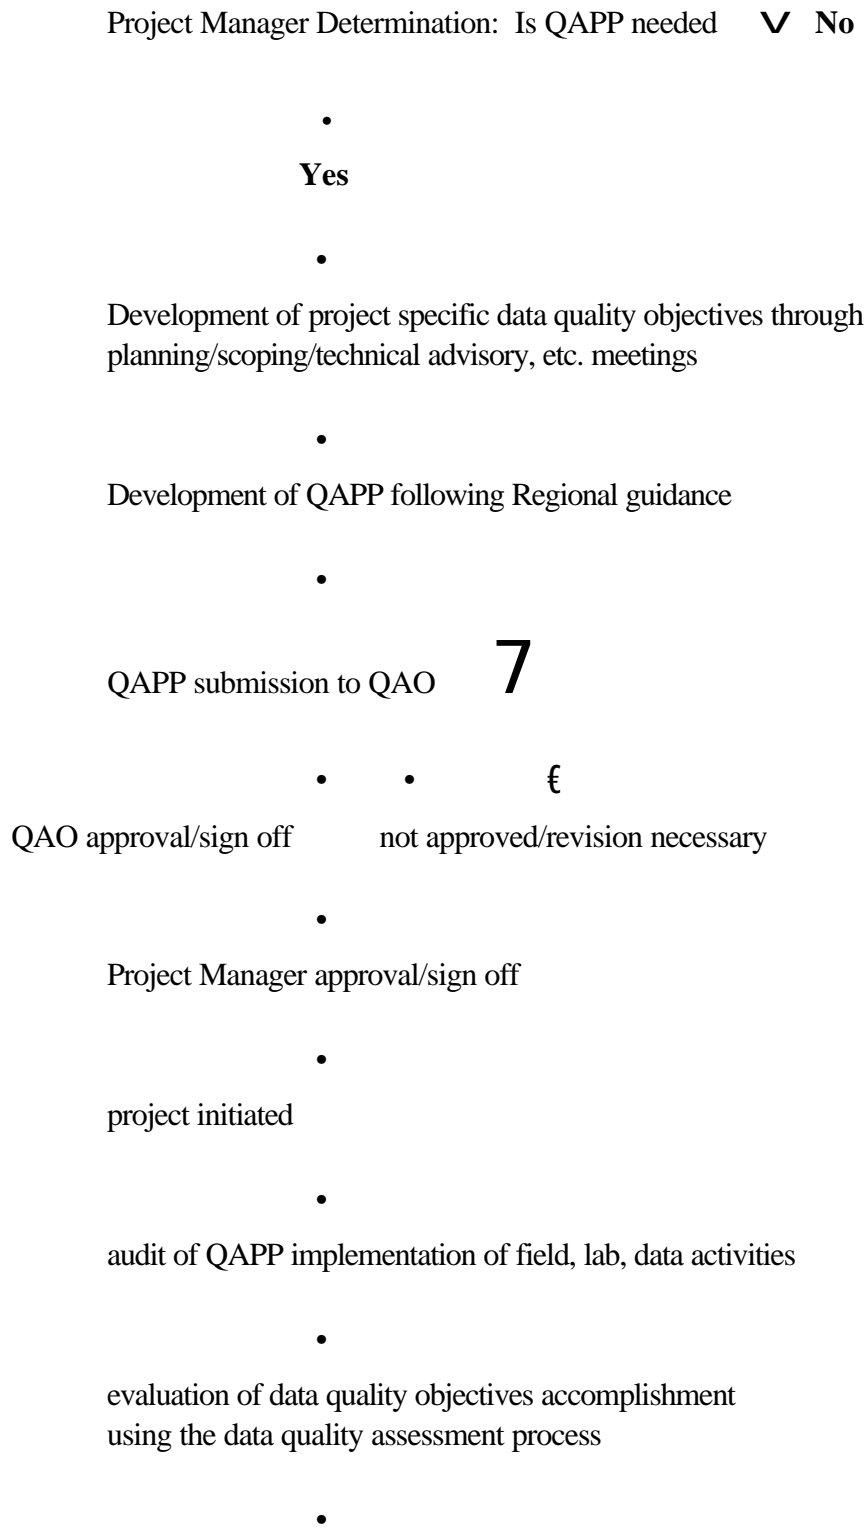 Project Manager Determination: Is QAPP needed V No
•
Yes
•
Development of project specific data quality objectives through
planning/scoping/technical advisory, etc. meetings
•
Development of QAPP following Regional guidance
•
QAPP submission to QAO 7
• • €
QAO approval/sign off not approved/revision necessary
•
Project Manager approval/sign off
•
project initiated
•
audit of QAPP implementation of field, lab, data activities
•
evaluation of data quality objectives accomplishment
using the data quality assessment process
•